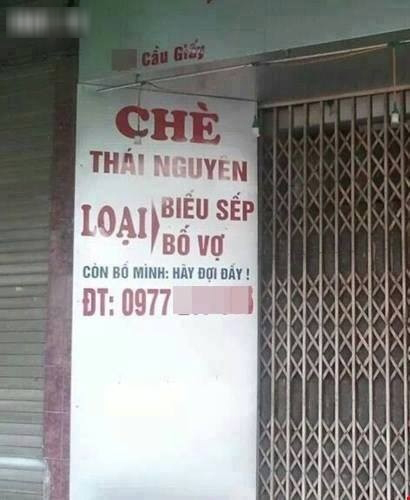 Cầu Giấy
CHÈ
THÁI NGUYÊN
LOẠI
BIẾU SẾP
BỐ VỢ
CÒN BỐ MÌNH: HÃY ĐỢI ĐẤY !
ĐT: 0977